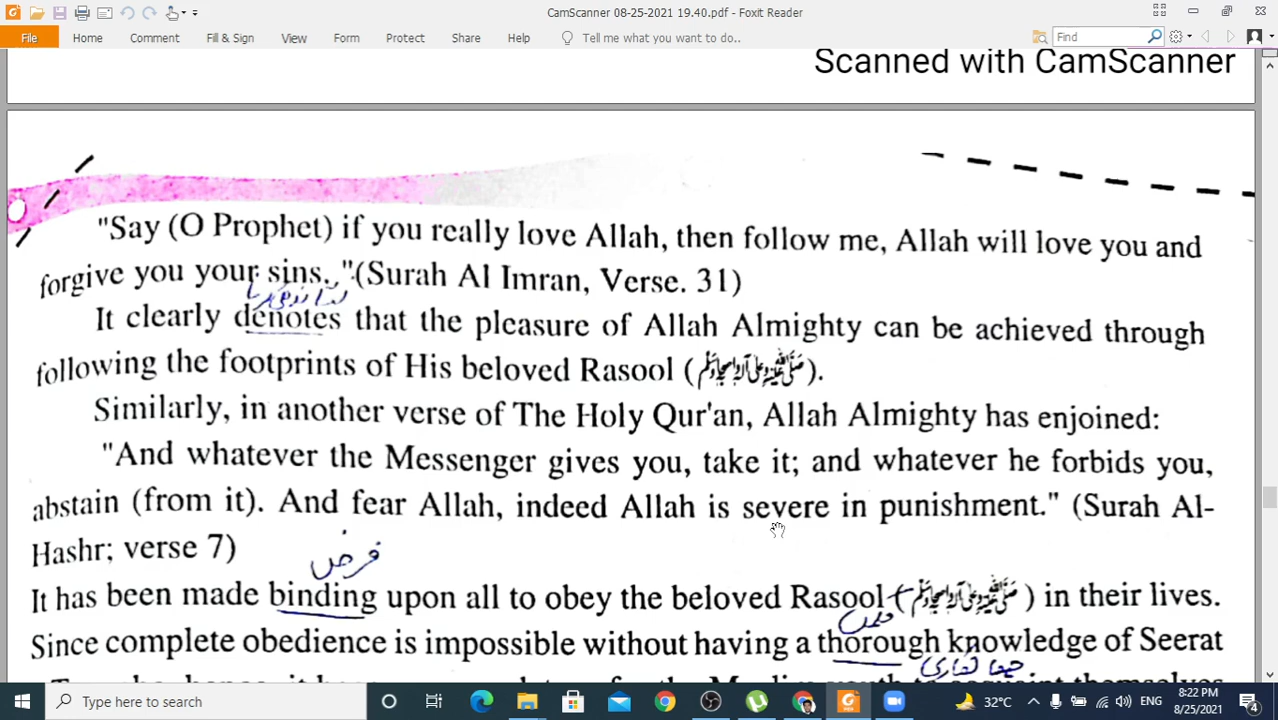 CamScanner 08-25-2021 19.40.pdf - Foxit Reader
File Home Comment Fill & Sign View Form Protect Share Help Tell me what you want to do.. Find
Scanned with CamScanner
"Say (O Prophet) if you really love Allah, then follow me, Allah will love you and
forgive you your sins. "(Surah Al Imran, Verse. 31)
It clearly denotes that the pleasure of Allah Almighty can be achieved through
following the footprints of His beloved Rasool (صَلَّى اللهُ عَلَيْهِ وَعَلَى آلِهِ وَأَصْحَابِهِ وَسَلَّم).
Similarly, in another verse of The Holy Qur'an, Allah Almighty has enjoined:
"And whatever the Messenger gives you, take it; and whatever he forbids you,
abstain (from it). And fear Allah, indeed Allah is severe in punishment." (Surah Al-
Hashr; verse 7)
فرض
It has been made binding upon all to obey the beloved Rasool (صَلَّى اللهُ عَلَيْهِ وَعَلَى آلِهِ وَأَصْحَابِهِ وَسَلَّم) in their lives.
Since complete obedience is impossible without having a thorough knowledge of Seerat
Type here to search
32°C
ENG
8:22 PM
8/25/2021
4